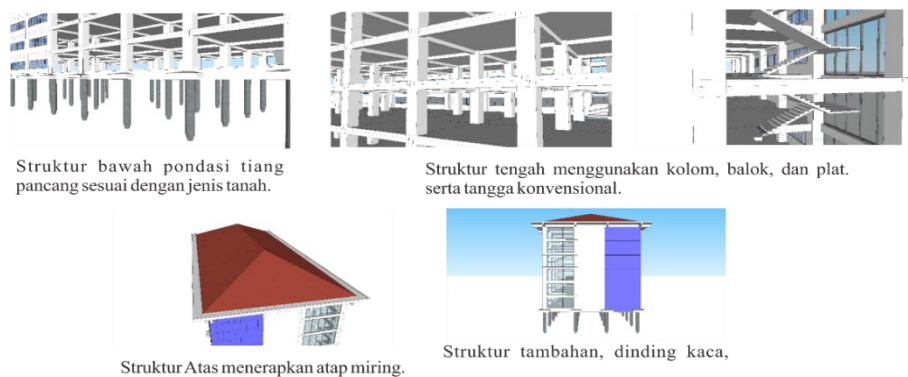 Struktur bawah pondasi tiang
pancang sesuai dengan jenis tanah.
Struktur tengah menggunakan kolom, balok, dan plat.
serta tangga konvensional.
Struktur Atas menerapkan atap miring.
Struktur tambahan, dinding kaca,